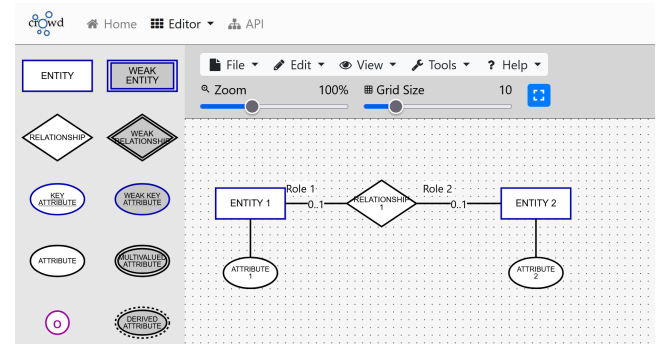 crowd Home Editor API
File Edit View Tools ? Help
Zoom 100% Grid Size 10
ENTITY
WEAK
ENTITY
RELATIONSHIP
WEAK
RELATIONSHIP
KEY
ATTRIBUTE
WEAK KEY
ATTRIBUTE
ATTRIBUTE
MULTIVALUED
ATTRIBUTE
O
DERIVED
ATTRIBUTE
ENTITY 1
Role 1
0..1
RELATIONSHIP
1
Role 2
0..1
ENTITY 2
ATTRIBUTE
1
ATTRIBUTE
2